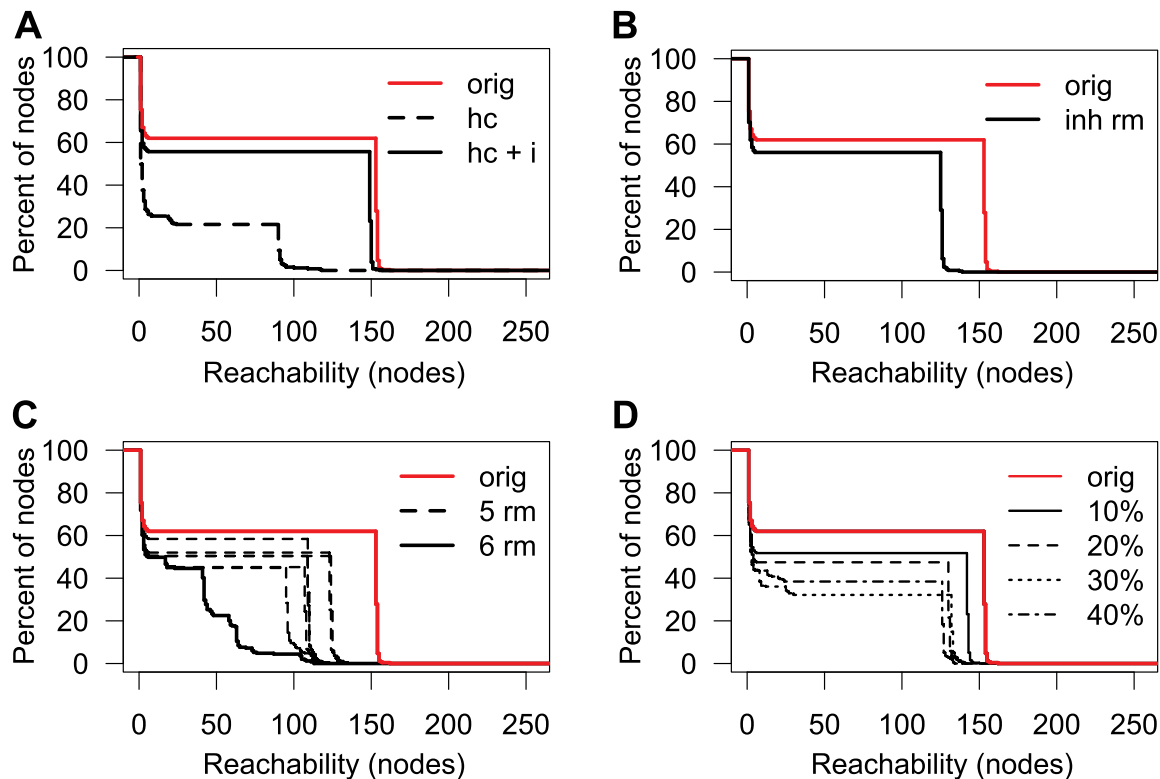 A
100
80
60
40
20
0
Percent of nodes
orig
hc
hc + i
0 50 100 150 200 250
Reachability (nodes)
B
100
80
60
40
20
0
Percent of nodes
orig
inh rm
0 50 100 150 200 250
Reachability (nodes)
C
100
80
60
40
20
0
Percent of nodes
orig
5 rm
6 rm
0 50 100 150 200 250
Reachability (nodes)
D
100
80
60
40
20
0
Percent of nodes
orig
10%
20%
30%
40%
0 50 100 150 200 250
Reachability (nodes)